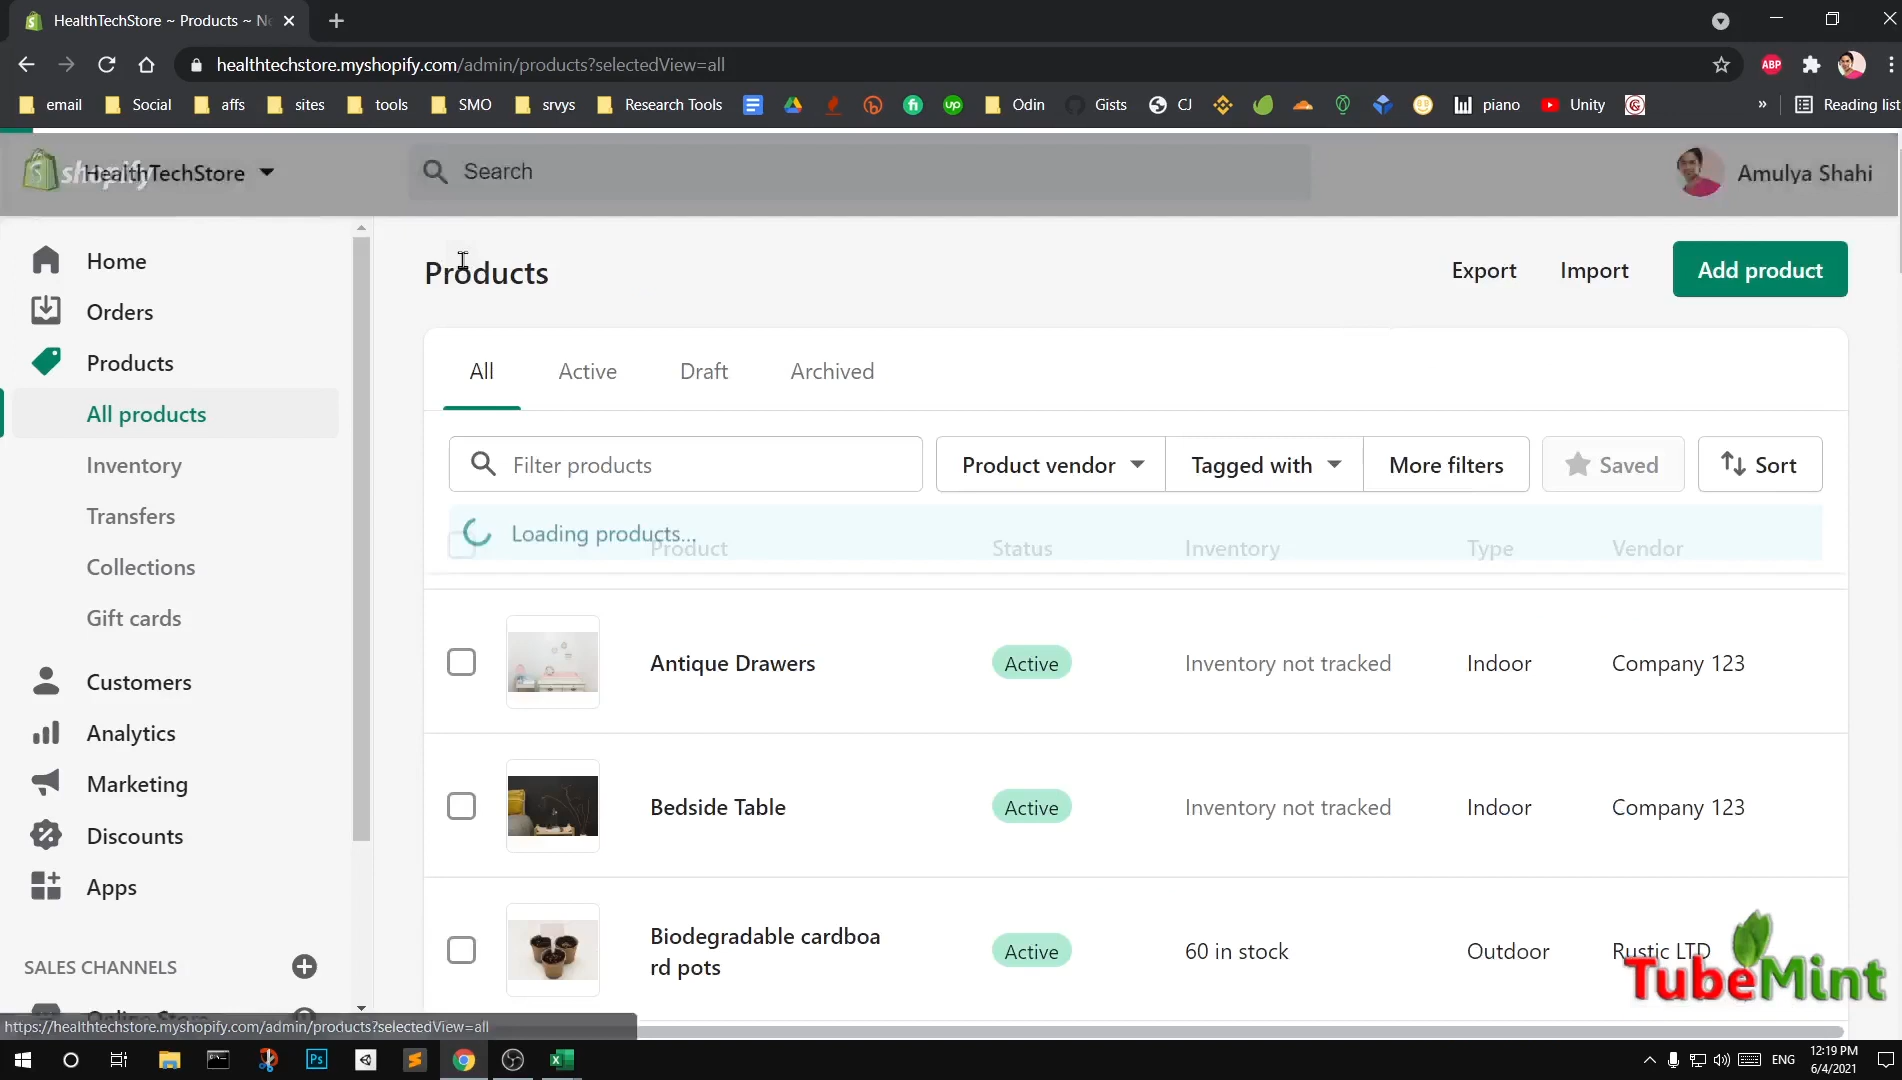 HealthTechStore ~ Products ~ N
healthtechstore.myshopify.com/admin/products?selectedView=all
ABP
email Social affs sites tools SMO srvys Research Tools Odin Gists CJ piano Unity » Reading list
shopify HealthTechStore
Search
Amulya Shahi
Home
Orders
Products
All products
Inventory
Transfers
Collections
Gift cards
Customers
Analytics
Marketing
Discounts
Apps
SALES CHANNELS
Online Store
Products
Export Import Add product
All Active Draft Archived
Filter products Product vendor Tagged with More filters Saved Sort
Loading products...
Product Status Inventory Type Vendor
Antique Drawers Active Inventory not tracked Indoor Company 123
Bedside Table Active Inventory not tracked Indoor Company 123
Biodegradable cardboa
rd pots
Active 60 in stock Outdoor Rustic LTD
TubeMint
https://healthtechstore.myshopify.com/admin/products?selectedView=all
Ps
ENG
12:19 PM
6/4/2021